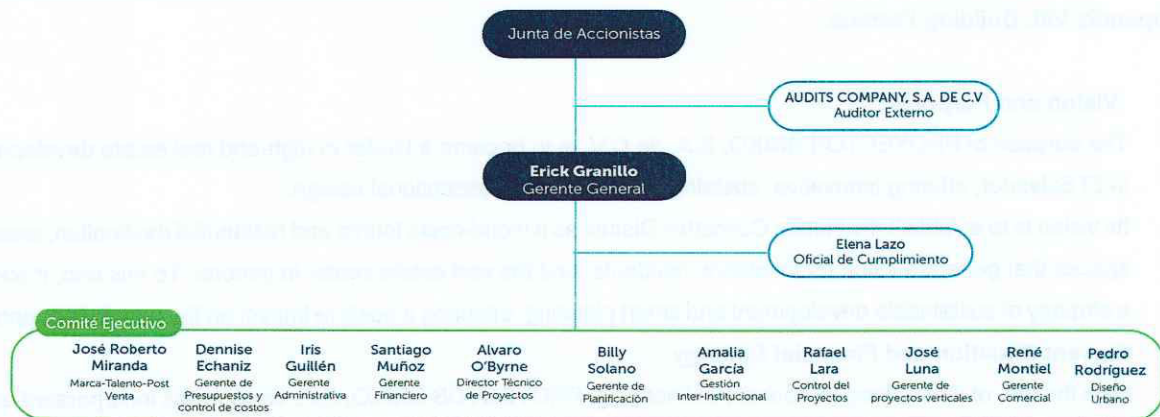 Junta de Accionistas
AUDITS COMPANY, S.A. DE C.V
Auditor Externo
Erick Granillo
Gerente General
Elena Lazo
Oficial de Cumplimiento
Comité Ejecutivo
José Roberto
Miranda
Marca-Talento-Post
Venta
Dennise
Echaniz
Gerente de
Presupuestos y
control de costos
Iris
Guillén
Gerente
Administrativa
Santiago
Muñoz
Gerente
Financiero
Alvaro
O'Byrne
Director Técnico
de Proyectos
Billy
Solano
Gerente de
Planificación
Amalia
García
Gestión
Inter-Institucional
Rafael
Lara
Control del
Proyectos
José
Luna
Gerente de
proyectos verticales
René
Montiel
Gerente
Comercial
Pedro
Rodríguez
Diseño
Urbano